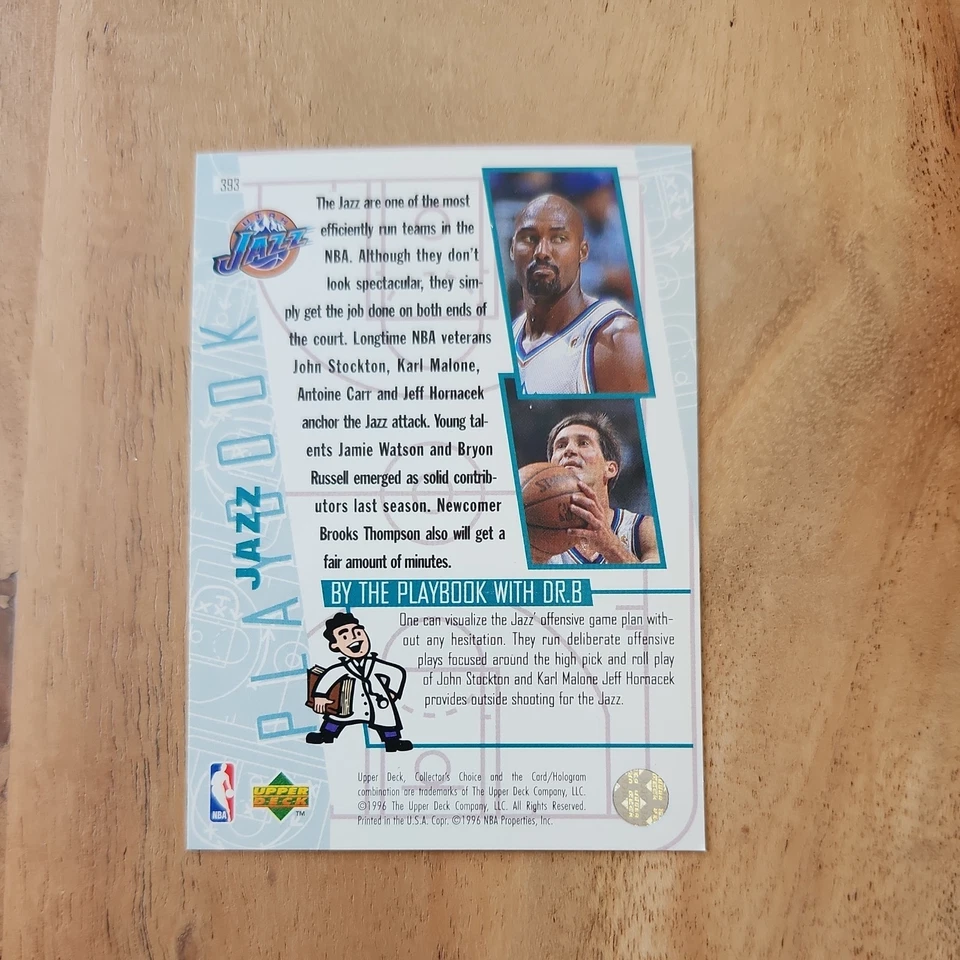 393
UTAH
JAZZ
The Jazz are one of the most
efficiently run teams in the
NBA. Although they don't
look spectacular, they sim-
ply get the job done on both ends of
the court. Longtime NBA veterans
John Stockton, Karl Malone,
Antoine Carr and Jeff Hornacek
anchor the Jazz attack. Young tal-
ents Jamie Watson and Bryon
Russell emerged as solid contrib-
utors last season. Newcomer
Brooks Thompson also will get a
fair amount of minutes.
PLAYBOOK
JAZZ
BY THE PLAYBOOK WITH DR.B
One can visualize the Jazz' offensive game plan with-
out any hesitation. They run deliberate offensive
plays focused around the high pick and roll play
of John Stockton and Karl Malone Jeff Hornacek
provides outside shooting for the Jazz.
NBA
UPPER
DECK
TM
Upper Deck, Collector's Choice and the Card/Hologram
combination are trademarks of The Upper Deck Company, LLC.
©1996 The Upper Deck Company, LLC. All Rights Reserved.
Printed in the U.S.A. Copr. ©1996 NBA Properties, Inc.